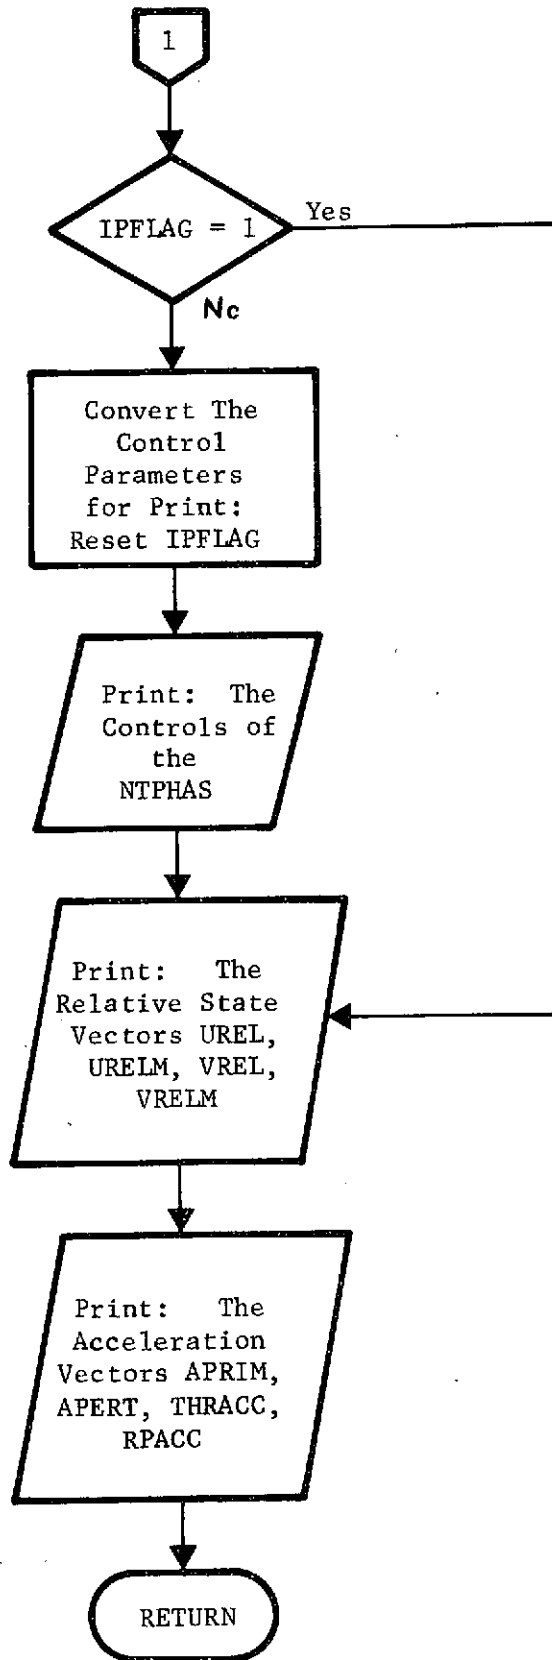 1
IPFLAG = 1
Yes
Nc
Convert The
Control
Parameters
for Print:
Reset IPFLAG
Print: The
Controls of
the
NTPHAS
Print: The
Relative State
Vectors UREL,
URELM, VREL,
VRELM
Print: The
Acceleration
Vectors APRIM,
APERT, THRACC,
RPACC
RETURN